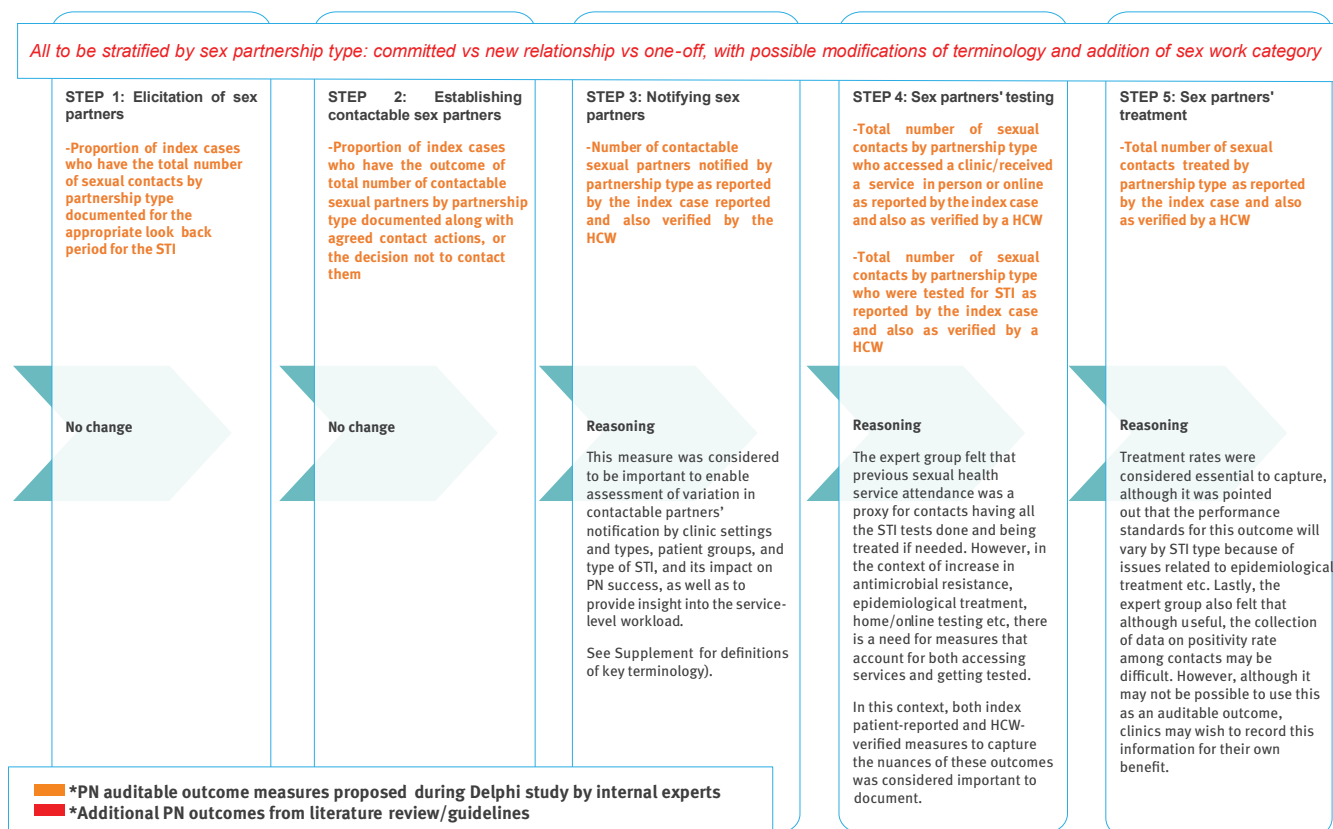 All to be stratified by sex partnership type: committed vs new relationship vs one-off, with possible modifications of terminology and addition of sex work category
STEP 1: Elicitation of sex
partners
-Proportion of index cases
who have the total number
of sexual contacts by
partnership type
documented for the
appropriate look back
period for the STI
No change
STEP 2: Establishing
contactable sex partners
-Proportion of index cases
who have the outcome of
total number of contactable
sexual partners by partnership
type documented along with
agreed contact actions, or
the decision not to contact
them
No change
STEP 3: Notifying sex
partners
-Number of contactable
sexual partners notified by
partnership type as reported
by the index case reported
and also verified by the
HCW
Reasoning
This measure was considered
to be important to enable
assessment of variation in
contactable partners'
notification by clinic settings
and types, patient groups, and
type of STI, and its impact on
PN success, as well as to
provide insight into the service-
level workload.
See Supplement for definitions
of key terminology).
STEP 4: Sex partners' testing
-Total number of sexual
contacts by partnership type
who accessed a clinic/received
a service in person or online
as reported by the index case
and also as verified by a HCW
-Total number of sexual
contacts by partnership type
who were tested for STI as
reported by the index case
and also as verified by a
HCW
Reasoning
The expert group felt that
previous sexual health
service attendance was a
proxy for contacts having all
the STI tests done and being
treated if needed. However, in
the context of increase in
antimicrobial resistance,
epidemiological treatment,
home/online testing etc, there
is a need for measures that
account for both accessing
services and getting tested.
In this context, both index
patient-reported and HCW-
verified measures to capture
the nuances of these outcomes
was considered important to
document.
STEP 5: Sex partners'
treatment
-Total number of sexual
contacts treated by
partnership type as reported
by the index case and also
as verified by a HCW
Reasoning
Treatment rates were
considered essential to capture,
although it was pointed
out that the performance
standards for this outcome will
vary by STI type because of
issues related to epidemiological
treatment etc. Lastly, the
expert group also felt that
although useful, the collection
of data on positivity rate
among contacts may be
difficult. However, although it
may not be possible to use this
as an auditable outcome,
clinics may wish to record this
information for their own
benefit.
*PN auditable outcome measures proposed during Delphi study by internal experts
*Additional PN outcomes from literature review/guidelines